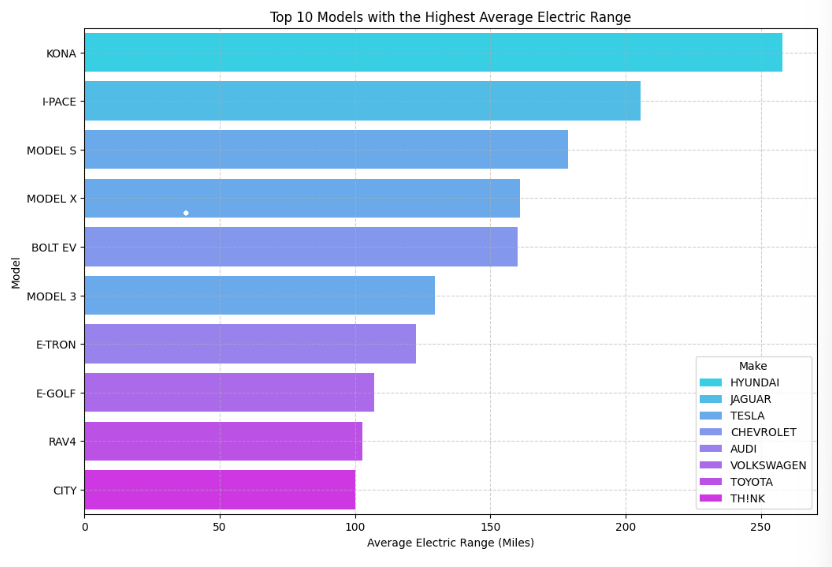 Top 10 Models with the Highest Average Electric Range
KONA
I-PACE
MODEL S
MODEL X
BOLT EV
MODEL 3
E-TRON
E-GOLF
RAV4
CITY
Model
Make
HYUNDAI
JAGUAR
TESLA
CHEVROLET
AUDI
VOLKSWAGEN
TOYOTA
TH!NK
0 50 100 150 200 250
Average Electric Range (Miles)